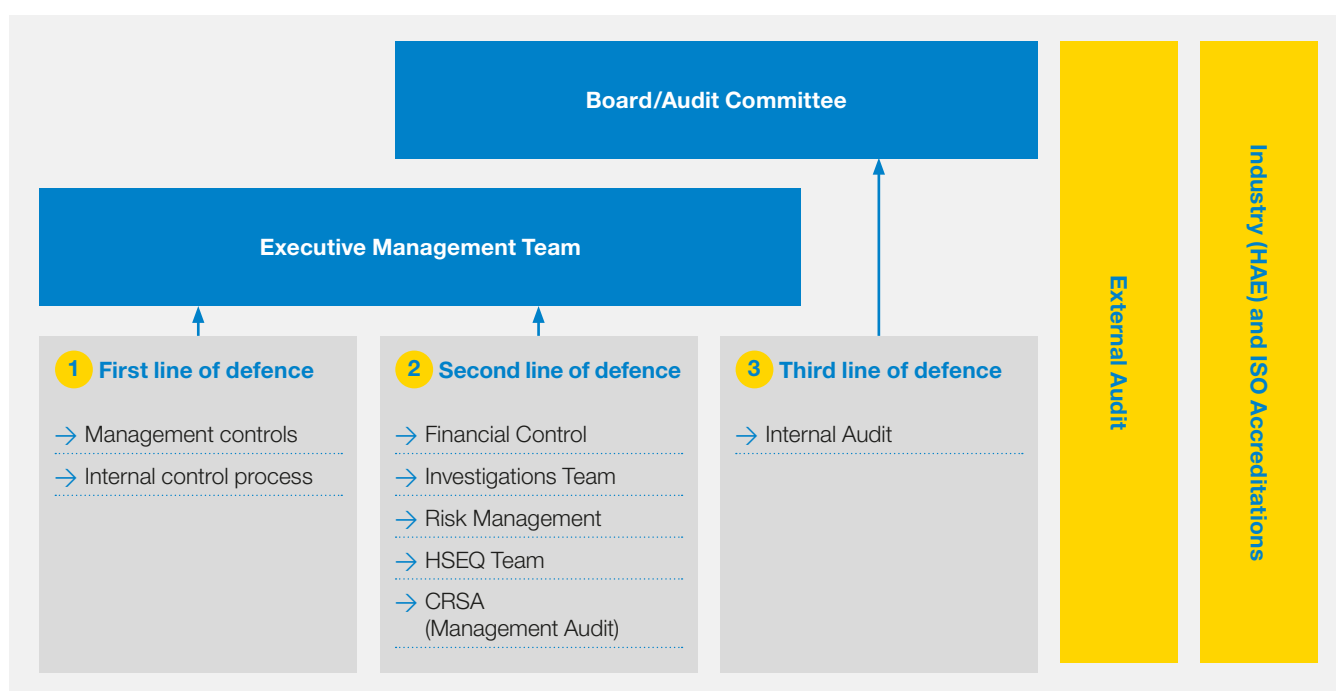 Board/Audit Committee
Executive Management Team
1 First line of defence
Management controls
Internal control process
2 Second line of defence
Financial Control
Investigations Team
Risk Management
HSEQ Team
CRSA
(Management Audit)
3 Third line of defence
Internal Audit
External Audit
Industry (HAE) and ISO Accreditations